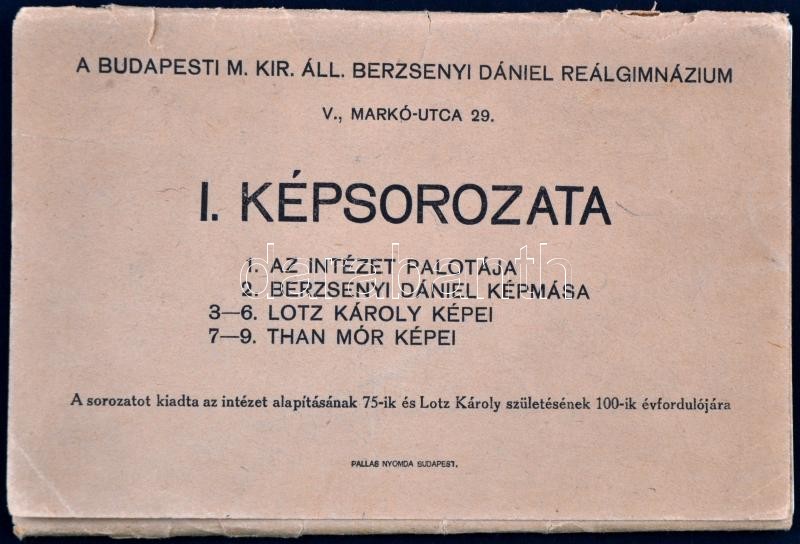 A BUDAPESTI M. KIR. ÁLL. BERZSENYI DÁNIEL REÁLGIMNÁZIUM
V., MARKÓ-UTCA 29.
I. KÉPSOROZATA
1. AZ INTÉZET PALOTÁJA
2. BERZSENYI DÁNIEL KÉPMÁSA
3—6. LOTZ KÁROLY KÉPEI
7—9. THAN MÓR KÉPEI
A sorozatot kiadta az intézet alapításának 75-ik és Lotz Károly születésének 100-ik évfordulójára
PALLAS NYOMDA BUDAPEST.
darabanth